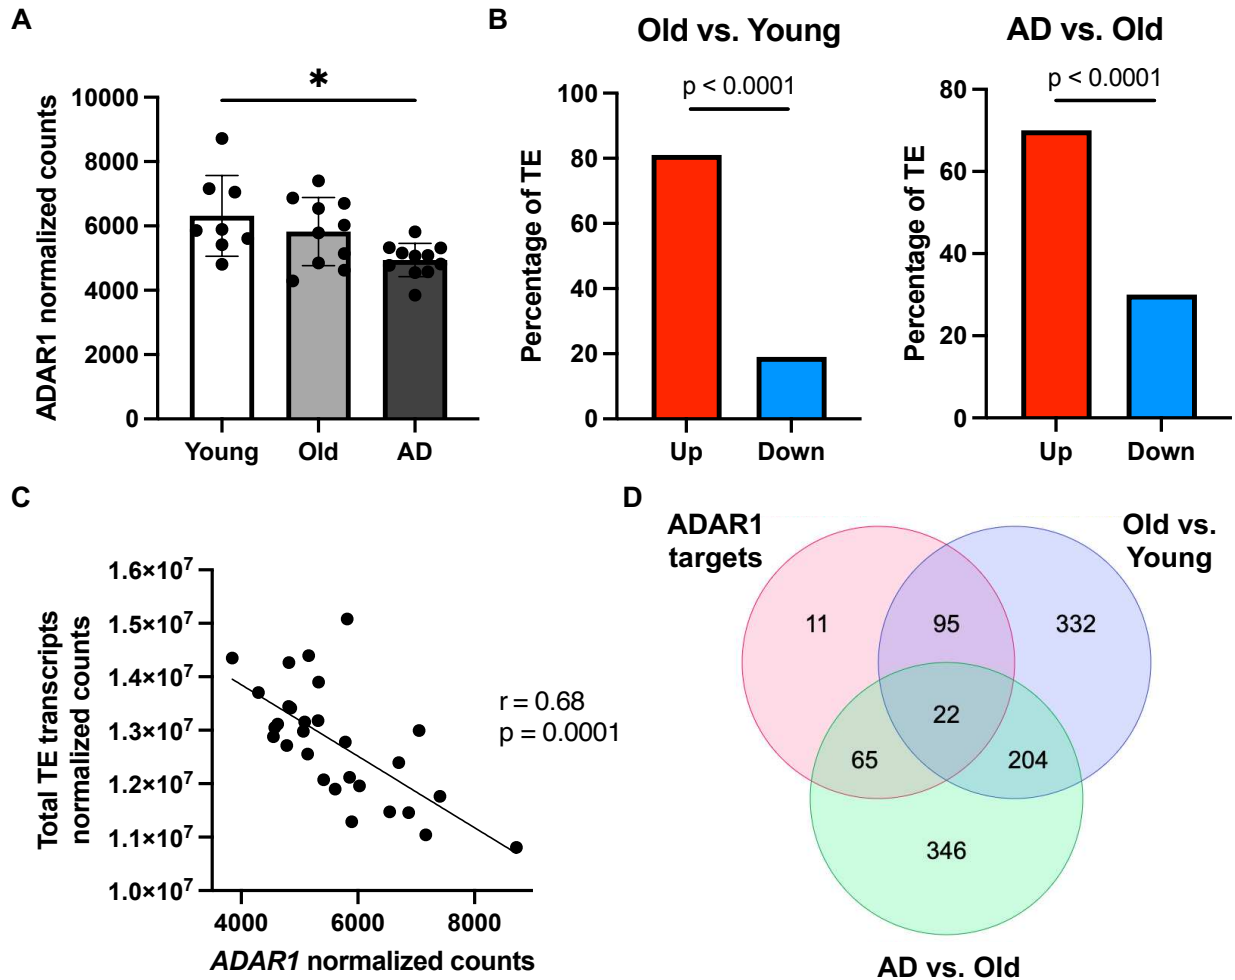 A
ADAR1 normalized counts
10000
8000
6000
4000
2000
0
*
Young
Old
AD
B
Old vs. Young
p < 0.0001
Percentage of TE
100
80
60
40
20
0
Up
Down
AD vs. Old
p < 0.0001
Percentage of TE
80
60
40
20
0
Up
Down
C
Total TE transcripts
normalized counts
1.6×10⁷
1.5×10⁷
1.4×10⁷
1.3×10⁷
1.2×10⁷
1.1×10⁷
1.0×10⁷
r = 0.68
p = 0.0001
4000
6000
8000
ADAR1 normalized counts
D
ADAR1
targets
Old vs.
Young
11
95
332
22
65
204
346
AD vs. Old